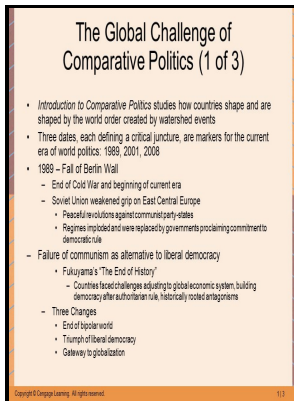 The Global Challenge of
Comparative Politics (1 of 3)
• Introduction to Comparative Politics studies how countries shape and are
shaped by the world order created by watershed events
• Three dates, each defining a critical juncture, are markers for the current
era of world politics: 1989, 2001, 2008
• 1989 – Fall of Berlin Wall
– End of Cold War and beginning of current era
– Soviet Union weakened grip on East Central Europe
• Peaceful revolutions against communist party-states
• Regimes imploded and were replaced by governments proclaiming commitment to
democratic rule
– Failure of communism as alternative to liberal democracy
• Fukuyama's "The End of History"
– Countries faced challenges adjusting to global economic system, building
democracy after authoritarian rule, historically rooted antagonisms
– Three Changes
• End of bipolar world
• Triumph of liberal democracy
• Gateway to globalization
Copyright © Cengage Learning. All rights reserved.